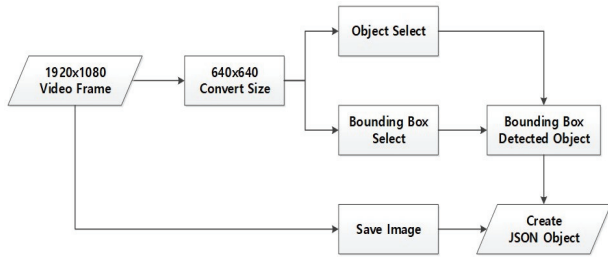 Object Select
1920x1080
Video Frame
640x640
Convert Size
Bounding Box
Select
Bounding Box
Detected Object
Save Image
Create
JSON Object